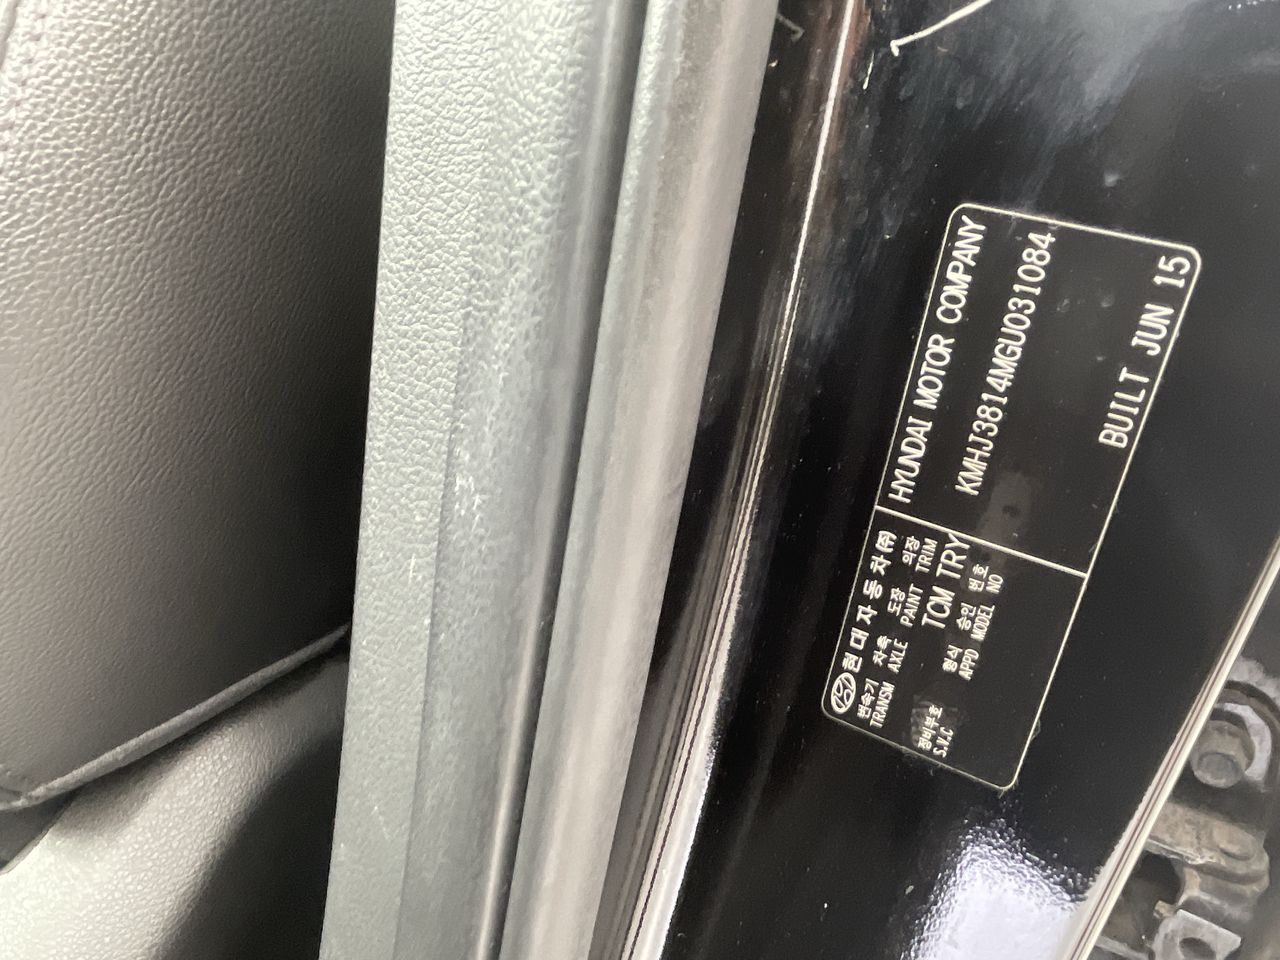 HYUNDAI MOTOR COMPANY
KMHJ3814MGU031084
BUILT JUN 15
현대자동차(주)
변속기 차축 도장 의장
TRANSM AXLE PAINT TRIM
TCM TRY
정비부호 형식 승인 번호
S.V.C APPD MODEL NO